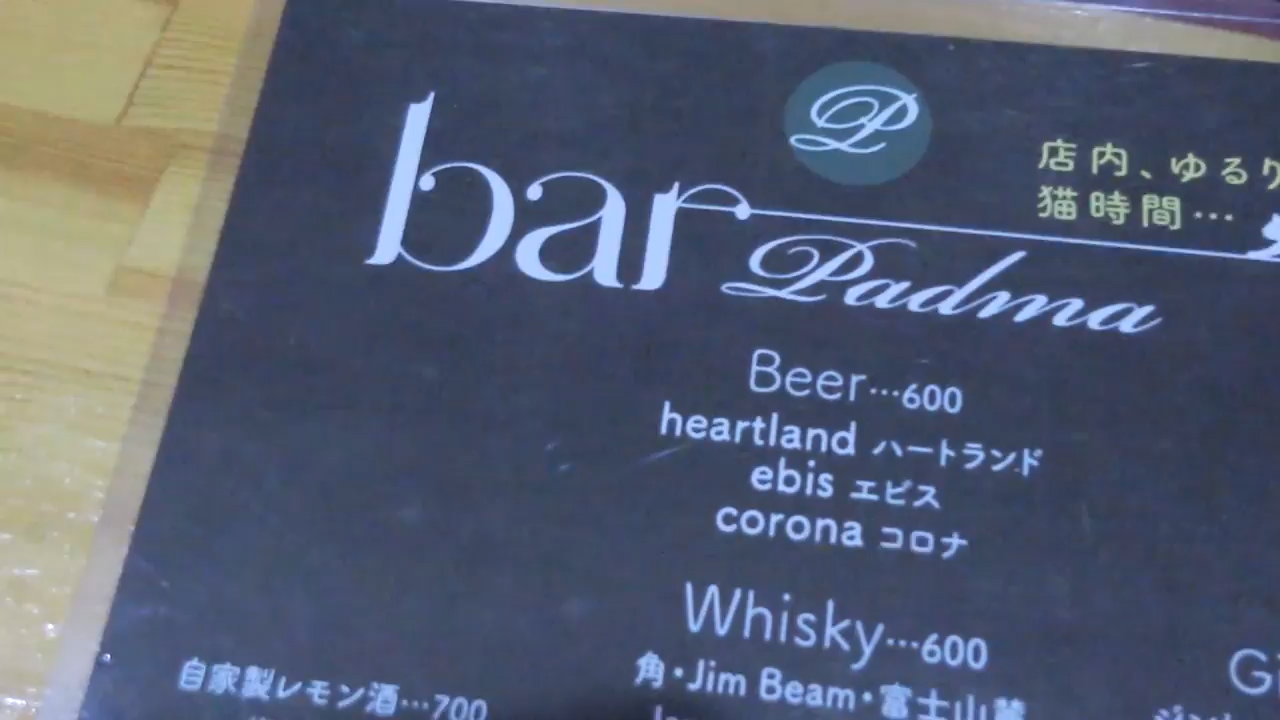 P
bar Padma
店内、ゆるり
猫時間…
Beer…600
heartland ハートランド
ebis エビス
corona コロナ
Whisky…600
角・Jim Beam・富士山麓
自家製レモン酒…700